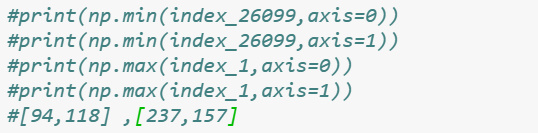 #print(np.min(index_26099,axis=0))
#print(np.min(index_26099,axis=1))
#print(np.max(index_1,axis=0))
#print(np.max(index_1,axis=1))
#[94,118] ,[237,157]